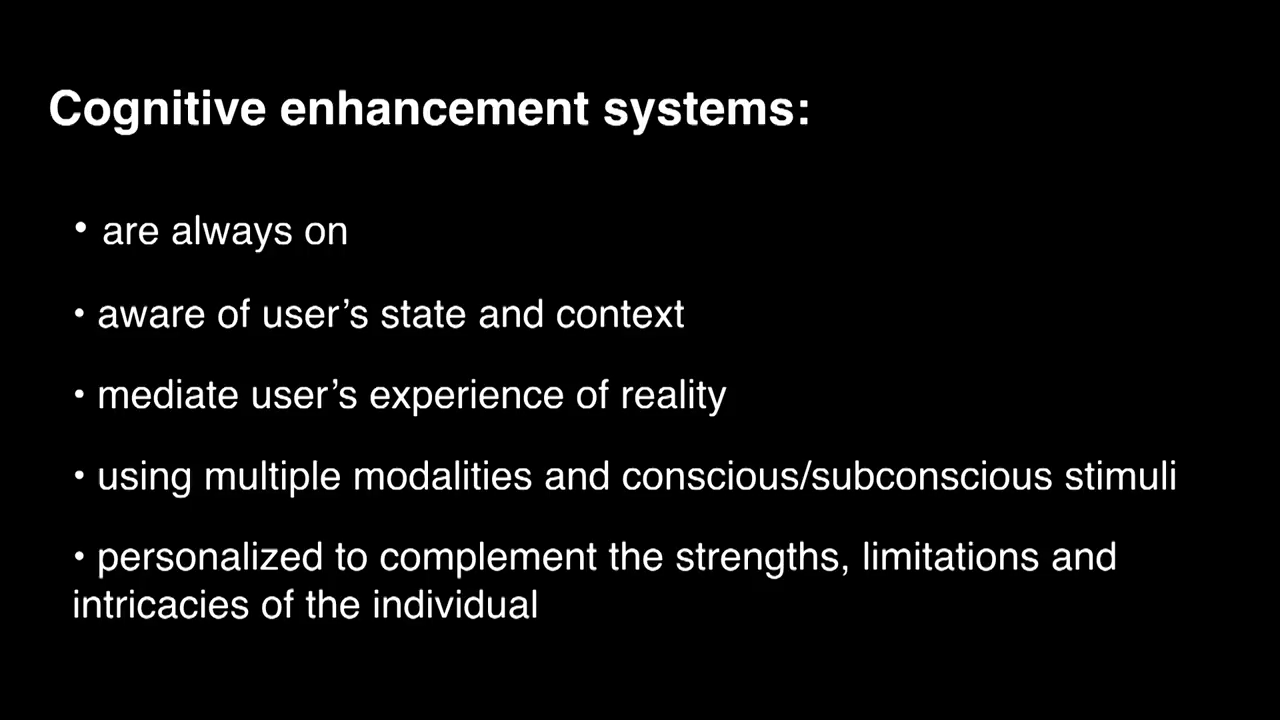 Cognitive enhancement systems:
• are always on
• aware of user’s state and context
• mediate user’s experience of reality
• using multiple modalities and conscious/subconscious stimuli
• personalized to complement the strengths, limitations and
intricacies of the individual